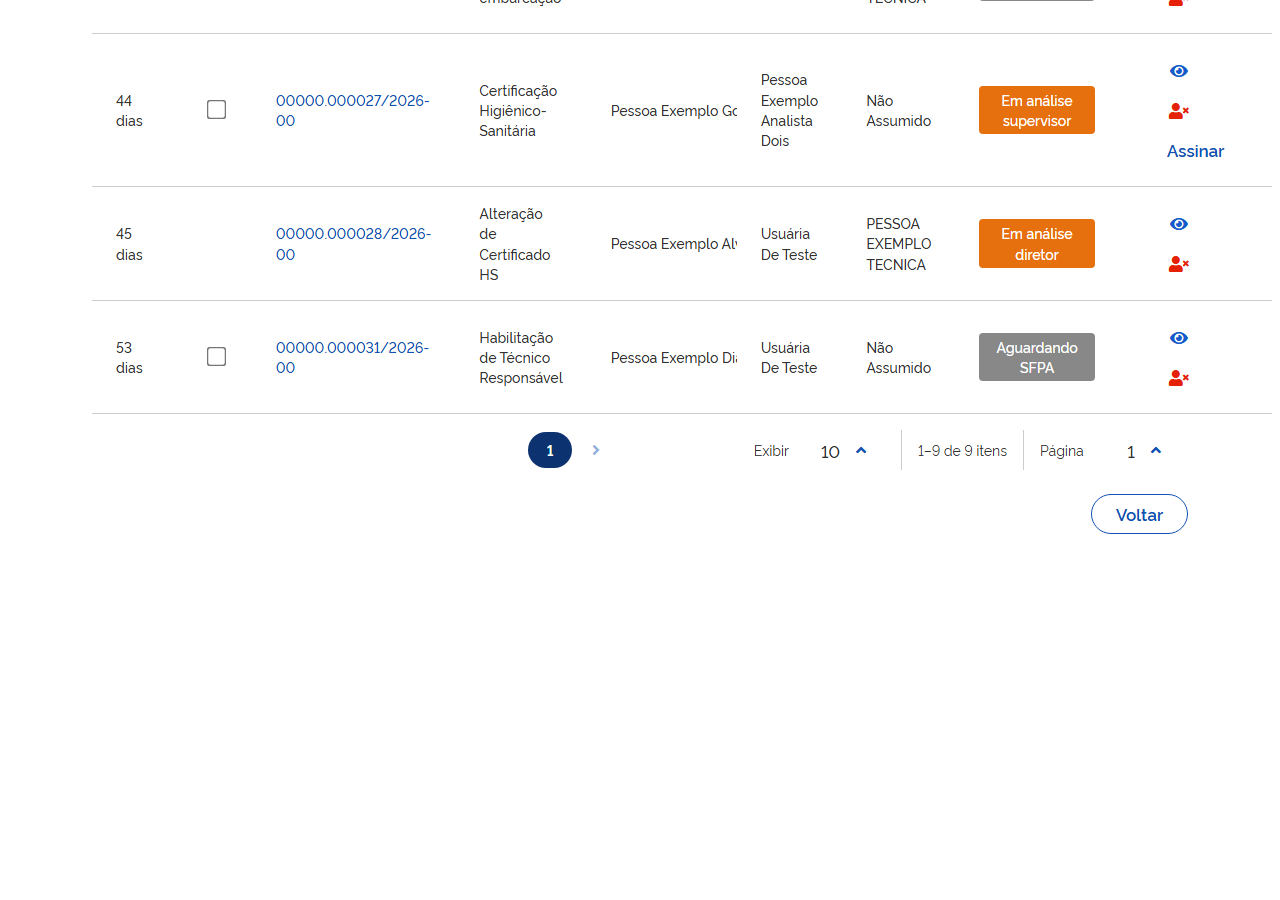 44
dias
00000.000027/2026-
00
Certificação
Higiênico-
Sanitária
Pessoa Exemplo
Pessoa
Exemplo
Analista
Dois
Não
Assumido
Em análise
supervisor
Assinar
45
dias
00000.000028/2026-
00
Alteração
de
Certificado
HS
Pessoa Exemplo
Usuária
De Teste
PESSOA
EXEMPLO
TECNICA
Em análise
diretor
53
dias
00000.000031/2026-
00
Habilitação
de Técnico
Responsável
Pessoa Exemplo
Usuária
De Teste
Não
Assumido
Aguardando
SFPA
1
Exibir 10 1–9 de 9 itens Página 1
Voltar